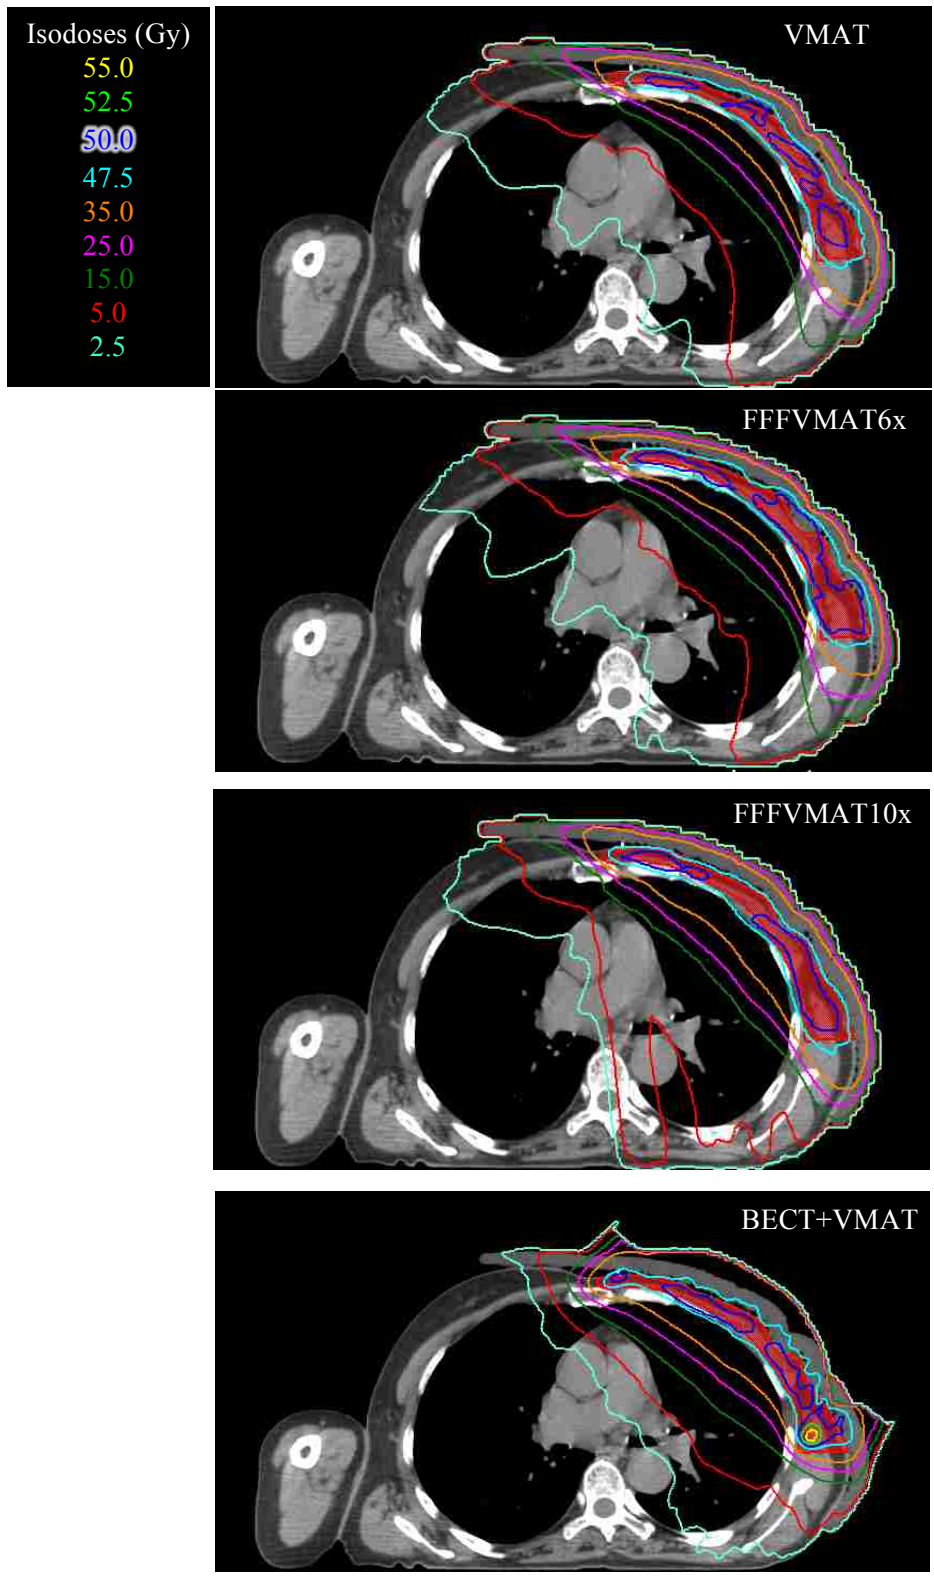 Isodoses (Gy)
55.0
52.5
50.0
47.5
35.0
25.0
15.0
5.0
2.5
VMAT
FFFVMAT6x
FFFVMAT10x
BECT+VMAT